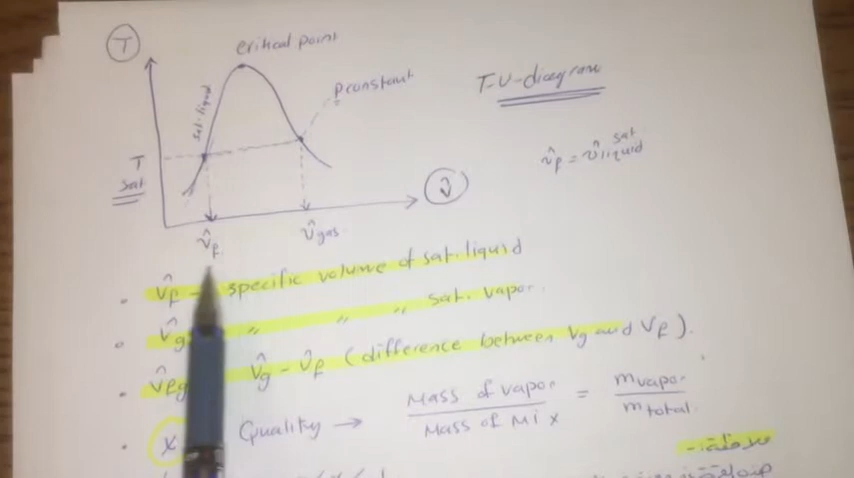 T
critical point
P constant
sat. liquid
T-V-diagram
T
sat
v̂f = v̂ liquid sat
v̂
v̂f
v̂gas
• v̂f → specific volume of sat. liquid
• v̂g " " " sat. vapor.
• v̂fg v̂g - v̂f (difference between Vg and Vf).
• x Quality → Mass of vapor / Mass of Mix = mvapor / mtotal.
ملاحظة:-